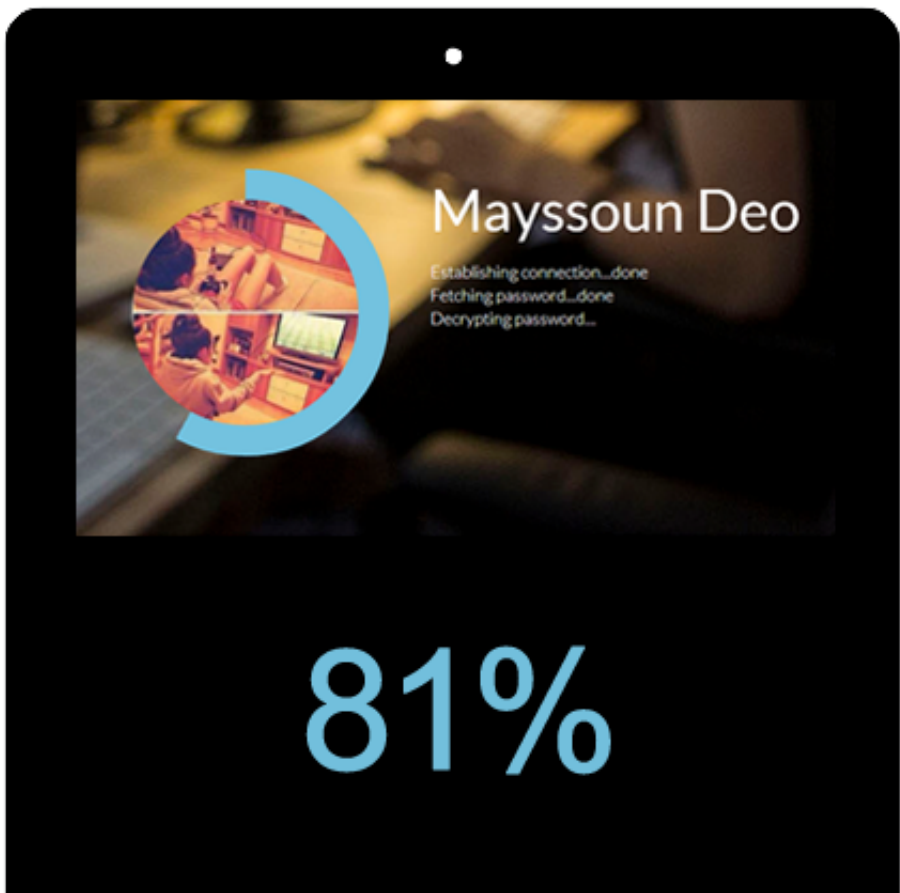 Mayssoun Deo
Establishing connection...done
Fetching password...done
Decrypting password...
81%